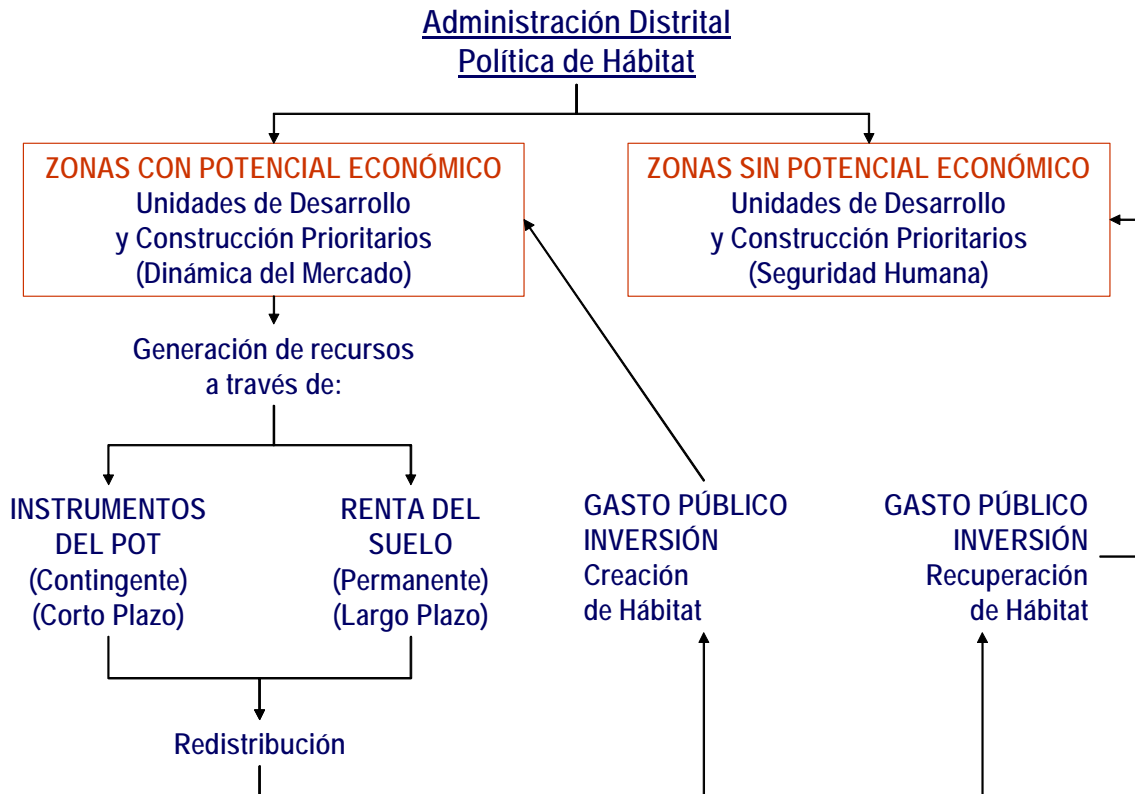 Administración Distrital
Política de Hábitat
ZONAS CON POTENCIAL ECONÓMICO
Unidades de Desarrollo
y Construcción Prioritarios
(Dinámica del Mercado)
ZONAS SIN POTENCIAL ECONÓMICO
Unidades de Desarrollo
y Construcción Prioritarios
(Seguridad Humana)
Generación de recursos
a través de:
INSTRUMENTOS
DEL POT
(Contingente)
(Corto Plazo)
RENTA DEL
SUELO
(Permanente)
(Largo Plazo)
GASTO PÚBLICO
INVERSIÓN
Creación
de Hábitat
GASTO PÚBLICO
INVERSIÓN
Recuperación
de Hábitat
Redistribución